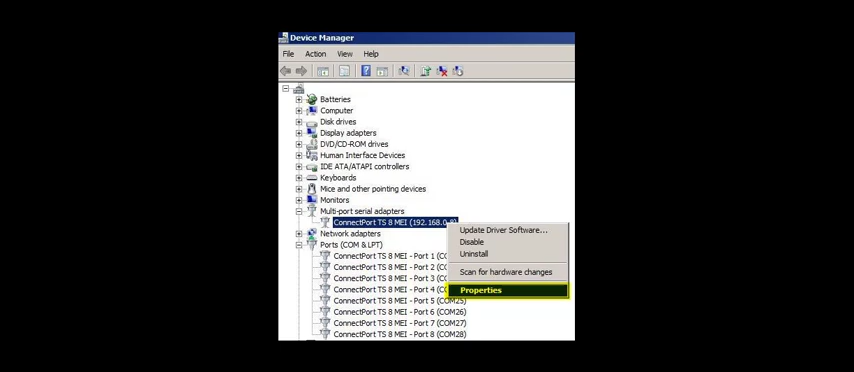 Device Manager
File Action View Help
Batteries
Computer
Disk drives
Display adapters
DVD/CD-ROM drives
Human Interface Devices
IDE ATA/ATAPI controllers
Keyboards
Mice and other pointing devices
Monitors
Multi-port serial adapters
ConnectPort TS 8 MEI (192.168.0.8)
Update Driver Software...
Disable
Uninstall
Scan for hardware changes
Properties
Network adapters
Ports (COM & LPT)
ConnectPort TS 8 MEI - Port 1 (CO
ConnectPort TS 8 MEI - Port 2 (CO
ConnectPort TS 8 MEI - Port 3 (CO
ConnectPort TS 8 MEI - Port 4 (CO
ConnectPort TS 8 MEI - Port 5 (COM25)
ConnectPort TS 8 MEI - Port 6 (COM26)
ConnectPort TS 8 MEI - Port 7 (COM27)
ConnectPort TS 8 MEI - Port 8 (COM28)